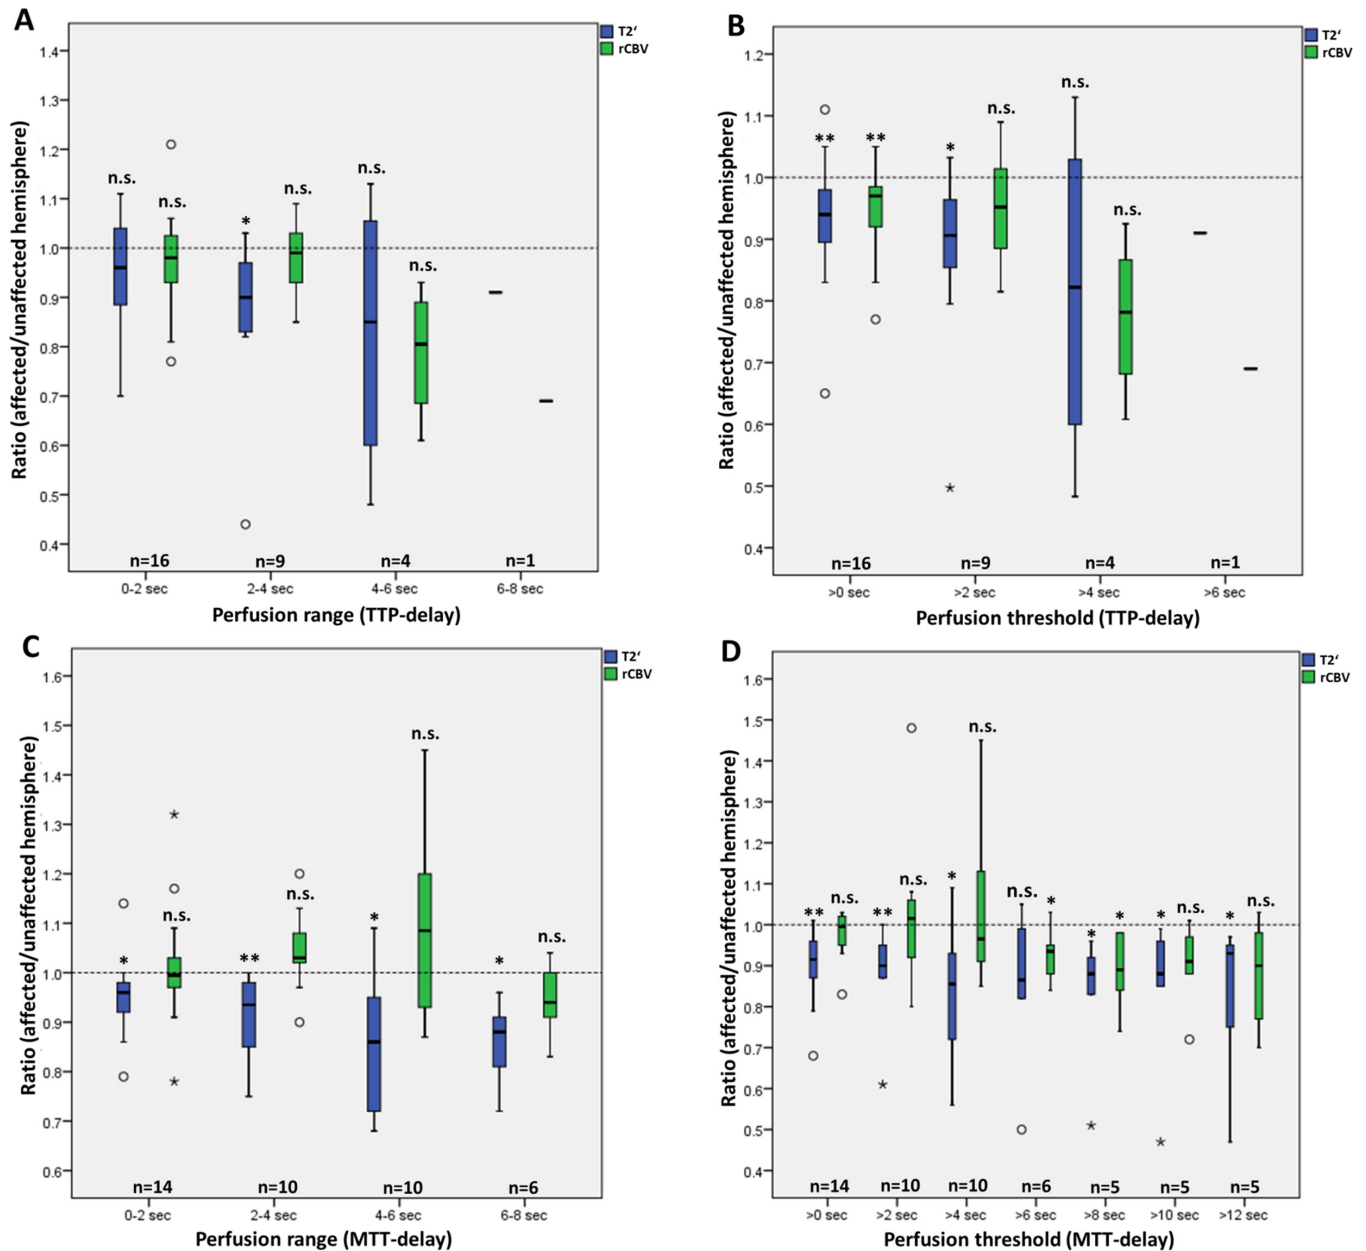 A
T2‘
rCBV
Ratio (affected/unaffected hemisphere)
1.4
1.3
1.2
1.1
1.0
0.9
0.8
0.7
0.6
0.5
0.4
n.s.
n.s.
*
n.s.
n.s.
n.s.
n=16
n=9
n=4
n=1
0-2 sec
2-4 sec
4-6 sec
6-8 sec
Perfusion range (TTP-delay)
B
T2‘
rCBV
Ratio (affected/unaffected hemisphere)
1.2
1.1
1.0
0.9
0.8
0.7
0.6
0.5
0.4
**
**
*
n.s.
n.s.
n.s.
n=16
n=9
n=4
n=1
>0 sec
>2 sec
>4 sec
>6 sec
Perfusion threshold (TTP-delay)
C
T2‘
rCBV
Ratio (affected/unaffected hemisphere)
1.6
1.5
1.4
1.3
1.2
1.1
1.0
0.9
0.8
0.7
0.6
*
n.s.
**
n.s.
*
n.s.
*
n.s.
n=14
n=10
n=10
n=6
0-2 sec
2-4 sec
4-6 sec
6-8 sec
Perfusion range (MTT-delay)
D
T2‘
rCBV
Ratio (affected/unaffected hemisphere)
1.6
1.5
1.4
1.3
1.2
1.1
1.0
0.9
0.8
0.7
0.6
0.5
0.4
**
n.s.
**
n.s.
*
n.s.
n.s.
*
*
*
*
n.s.
*
n.s.
n=14
n=10
n=10
n=6
n=5
n=5
n=5
>0 sec
>2 sec
>4 sec
>6 sec
>8 sec
>10 sec
>12 sec
Perfusion threshold (MTT-delay)